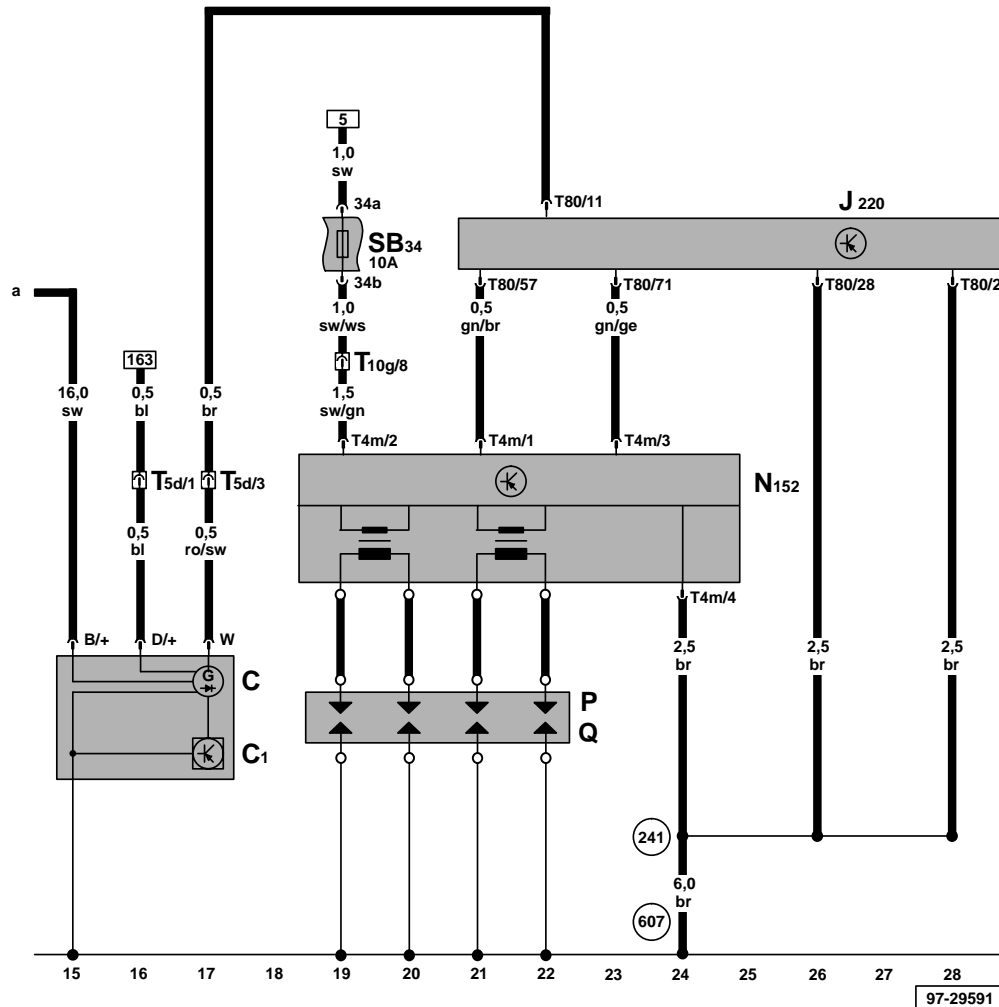 5
1,0
sw
34a
T80/11
J 220
SB34
10A
34b
a
T80/57
T80/71
T80/28
T80/2
1,0
sw/ws
0,5
gn/br
0,5
gn/ge
163
T10g/8
16,0
sw
0,5
bl
0,5
br
1,5
sw/gn
T4m/2
T4m/1
T4m/3
T5d/1
T5d/3
N152
0,5
bl
0,5
ro/sw
T4m/4
B/+
D/+
W
2,5
br
2,5
br
2,5
br
G
C
P
Q
C1
241
6,0
br
607
15 16 17 18 19 20 21 22 23 24 25 26 27 28
97-29591